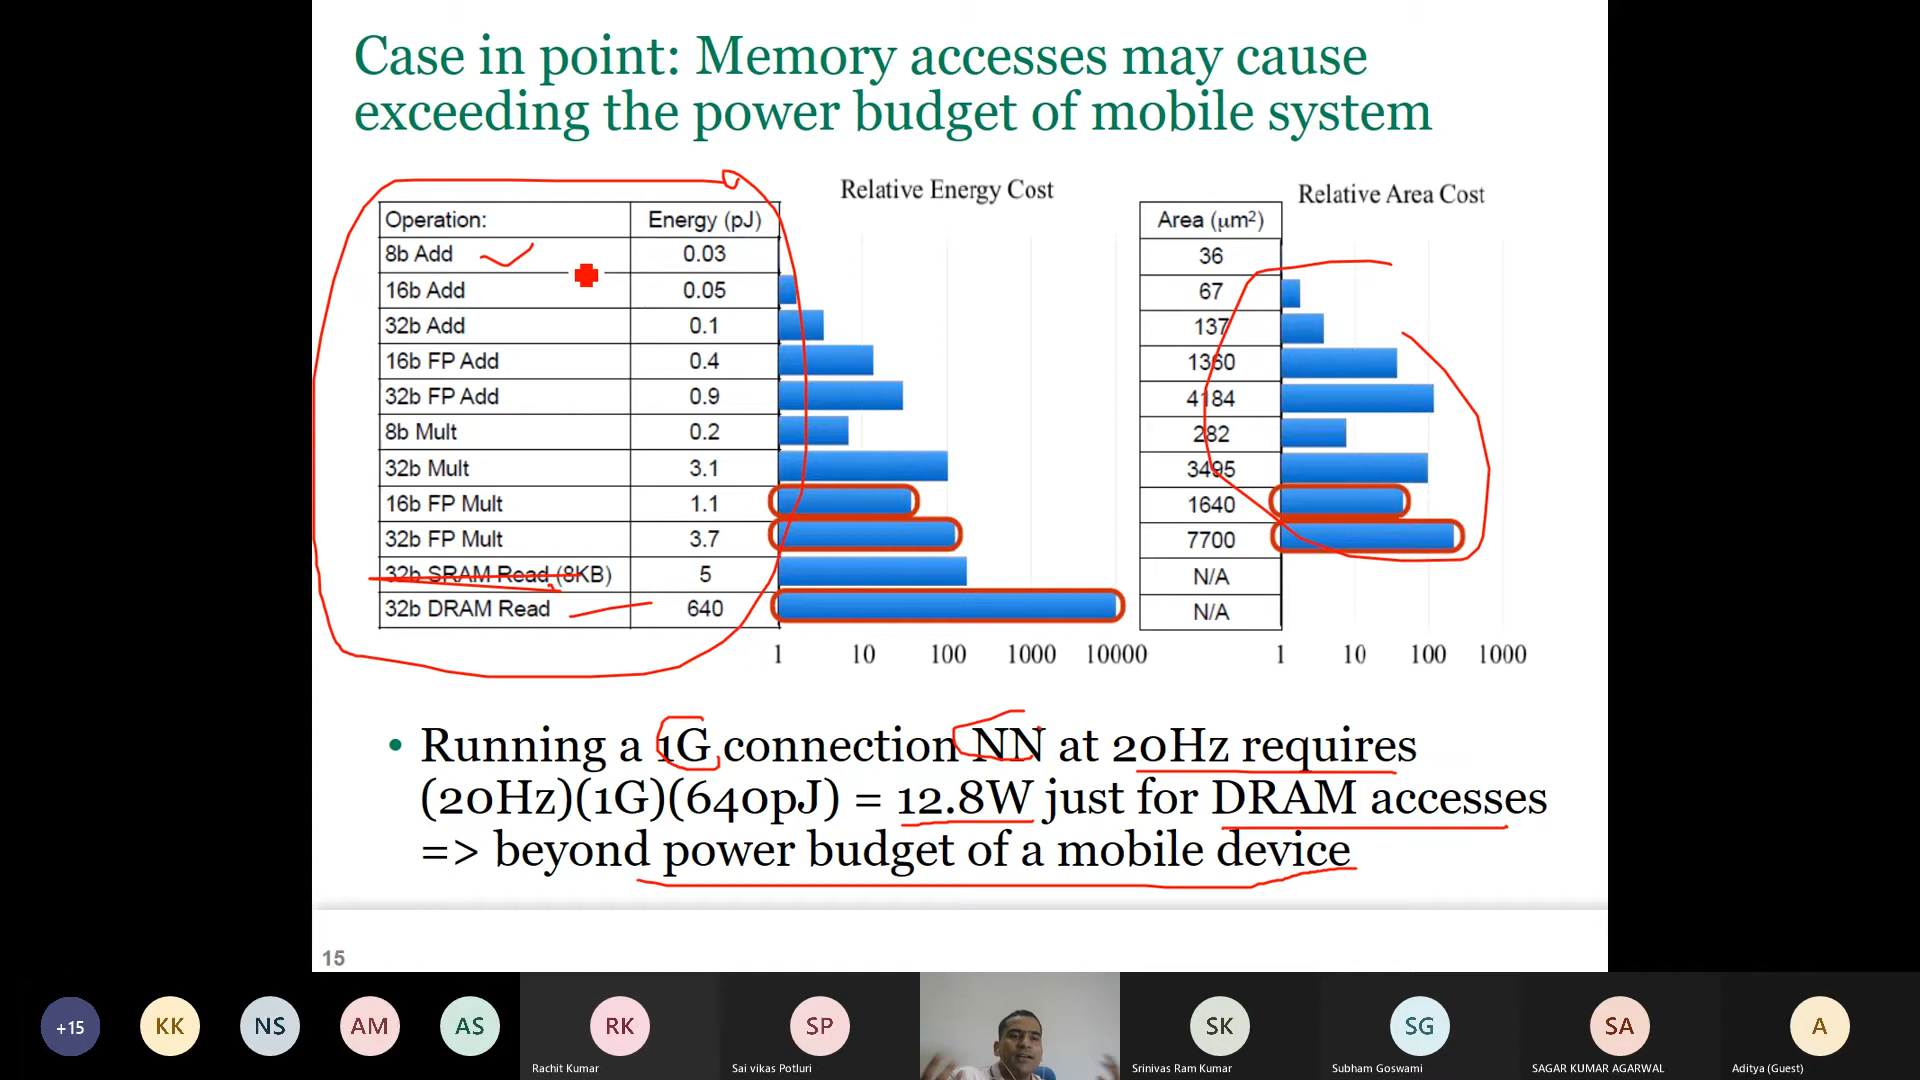 Case in point: Memory accesses may cause
exceeding the power budget of mobile system
Relative Energy Cost
Relative Area Cost
Operation: Energy (pJ)
8b Add 0.03
16b Add 0.05
32b Add 0.1
16b FP Add 0.4
32b FP Add 0.9
8b Mult 0.2
32b Mult 3.1
16b FP Mult 1.1
32b FP Mult 3.7
32b SRAM Read (8KB) 5
32b DRAM Read 640
1 10 100 1000 10000
Area (μm²)
36
67
137
1360
4184
282
3495
1640
7700
N/A
N/A
1 10 100 1000
• Running a 1G connection NN at 20Hz requires
(20Hz)(1G)(640pJ) = 12.8W just for DRAM accesses
=> beyond power budget of a mobile device
15
+15 KK NS AM AS RK SP SK SG SA A
Rachit Kumar Sai vikas Potluri Srinivas Ram Kumar Subham Goswami SAGAR KUMAR AGARWAL Aditya (Guest)